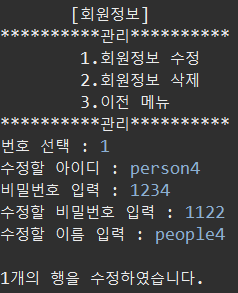 [회원정보]
**********관리**********
1.회원정보 수정
2.회원정보 삭제
3.이전 메뉴
**********관리**********
번호 선택 : 1
수정할 아이디 : person4
비밀번호 입력 : 1234
수정할 비밀번호 입력 : 1122
수정할 이름 입력 : people4
1개의 행을 수정하였습니다.